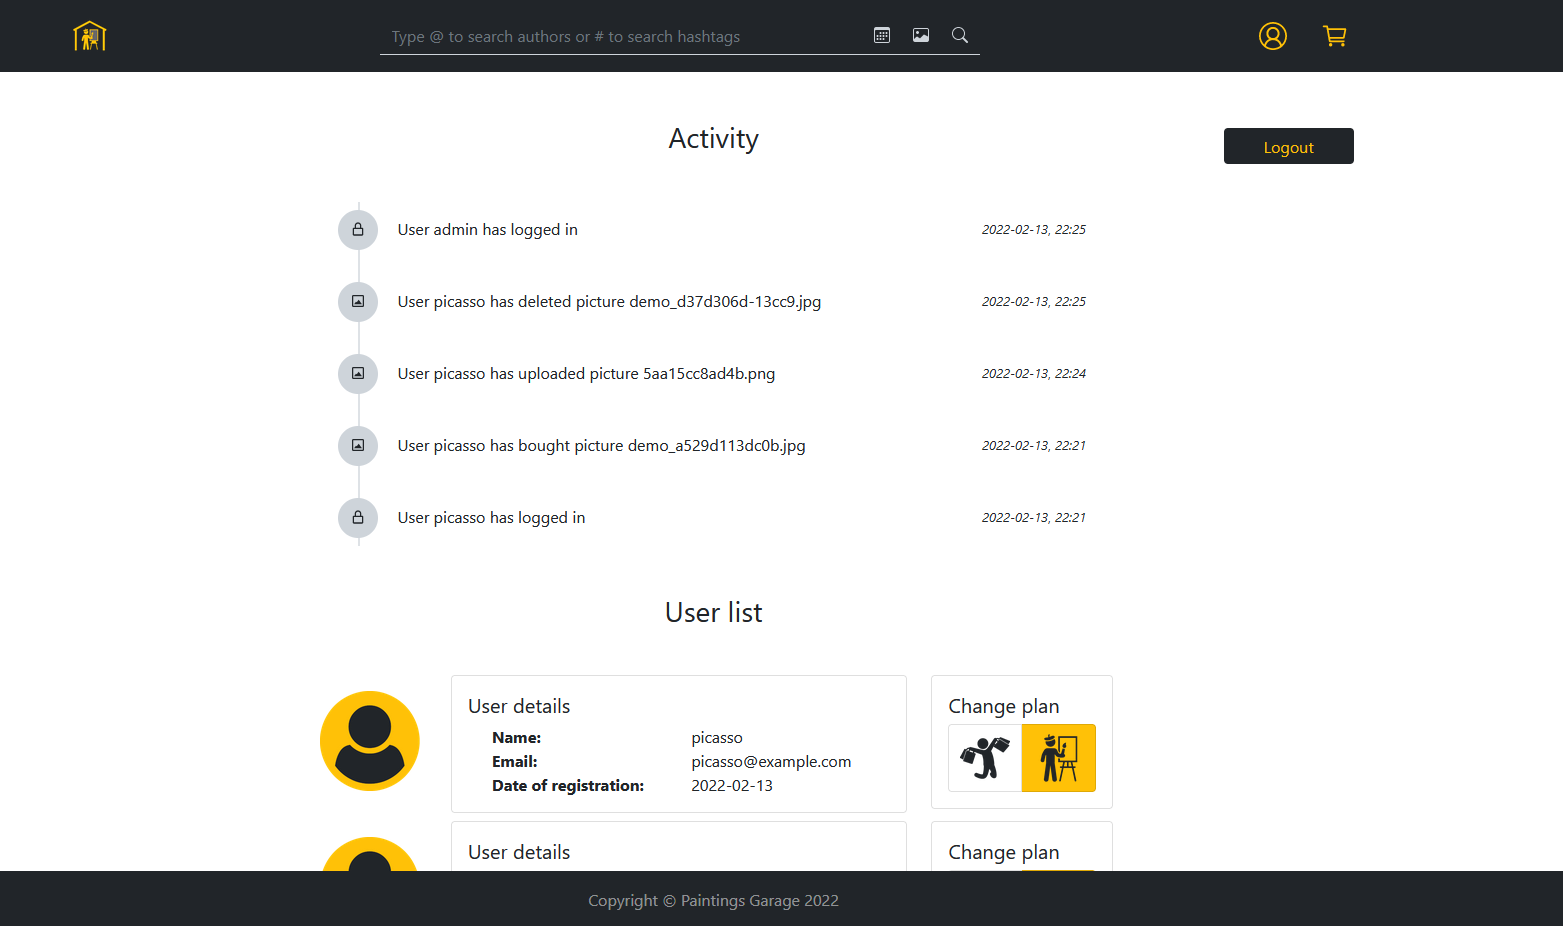 Type @ to search authors or # to search hashtags
Activity
Logout
User admin has logged in 2022-02-13, 22:25
User picasso has deleted picture demo_d37d306d-13cc9.jpg 2022-02-13, 22:25
User picasso has uploaded picture 5aa15cc8ad4b.png 2022-02-13, 22:24
User picasso has bought picture demo_a529d113dc0b.jpg 2022-02-13, 22:21
User picasso has logged in 2022-02-13, 22:21
User list
User details
Name: picasso
Email: picasso@example.com
Date of registration: 2022-02-13
Change plan
User details
Change plan
Copyright © Paintings Garage 2022